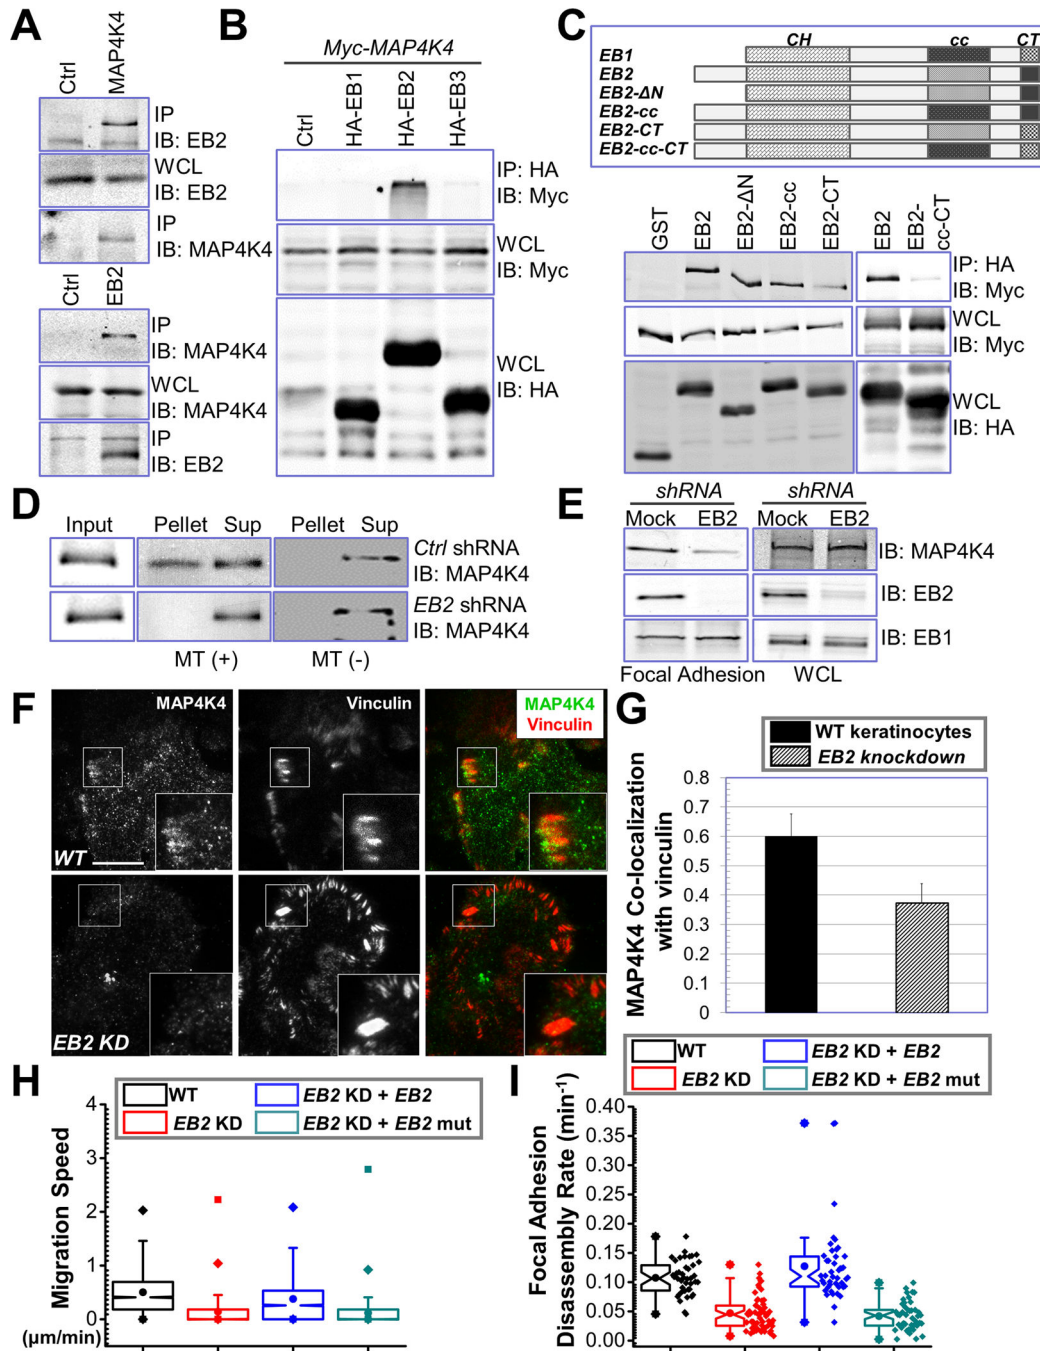 A
Ctrl
MAP4K4
IP
IB: EB2
WCL
IB: EB2
IP
IB: MAP4K4
Ctrl
EB2
IP
IB: MAP4K4
WCL
IB: MAP4K4
IP
IB: EB2
B
Myc-MAP4K4
Ctrl
HA-EB1
HA-EB2
HA-EB3
IP: HA
IB: Myc
WCL
IB: Myc
WCL
IB: HA
C
CH cc CT
EB1
EB2
EB2-ΔN
EB2-cc
EB2-CT
EB2-cc-CT
GST
EB2
EB2-ΔN
EB2-cc
EB2-CT
EB2
EB2-
cc-CT
IP: HA
IB: Myc
WCL
IB: Myc
WCL
IB: HA
D
Input Pellet Sup Pellet Sup
Ctrl shRNA
IB: MAP4K4
EB2 shRNA
IB: MAP4K4
MT (+) MT (-)
E
shRNA shRNA
Mock EB2 Mock EB2
IB: MAP4K4
IB: EB2
IB: EB1
Focal Adhesion WCL
F
MAP4K4 Vinculin MAP4K4
Vinculin
WT
EB2 KD
G
WT keratinocytes
EB2 knockdown
MAP4K4 Co-localization
with vinculin
0.8
0.7
0.6
0.5
0.4
0.3
0.2
0.1
0
H
WT
EB2 KD
EB2 KD + EB2
EB2 KD + EB2 mut
Migration Speed
(µm/min)
4
2
0
I
WT
EB2 KD
EB2 KD + EB2
EB2 KD + EB2 mut
Focal Adhesion
Disassembly Rate (min⁻¹)
0.40
0.35
0.30
0.25
0.20
0.15
0.10
0.05
0.00